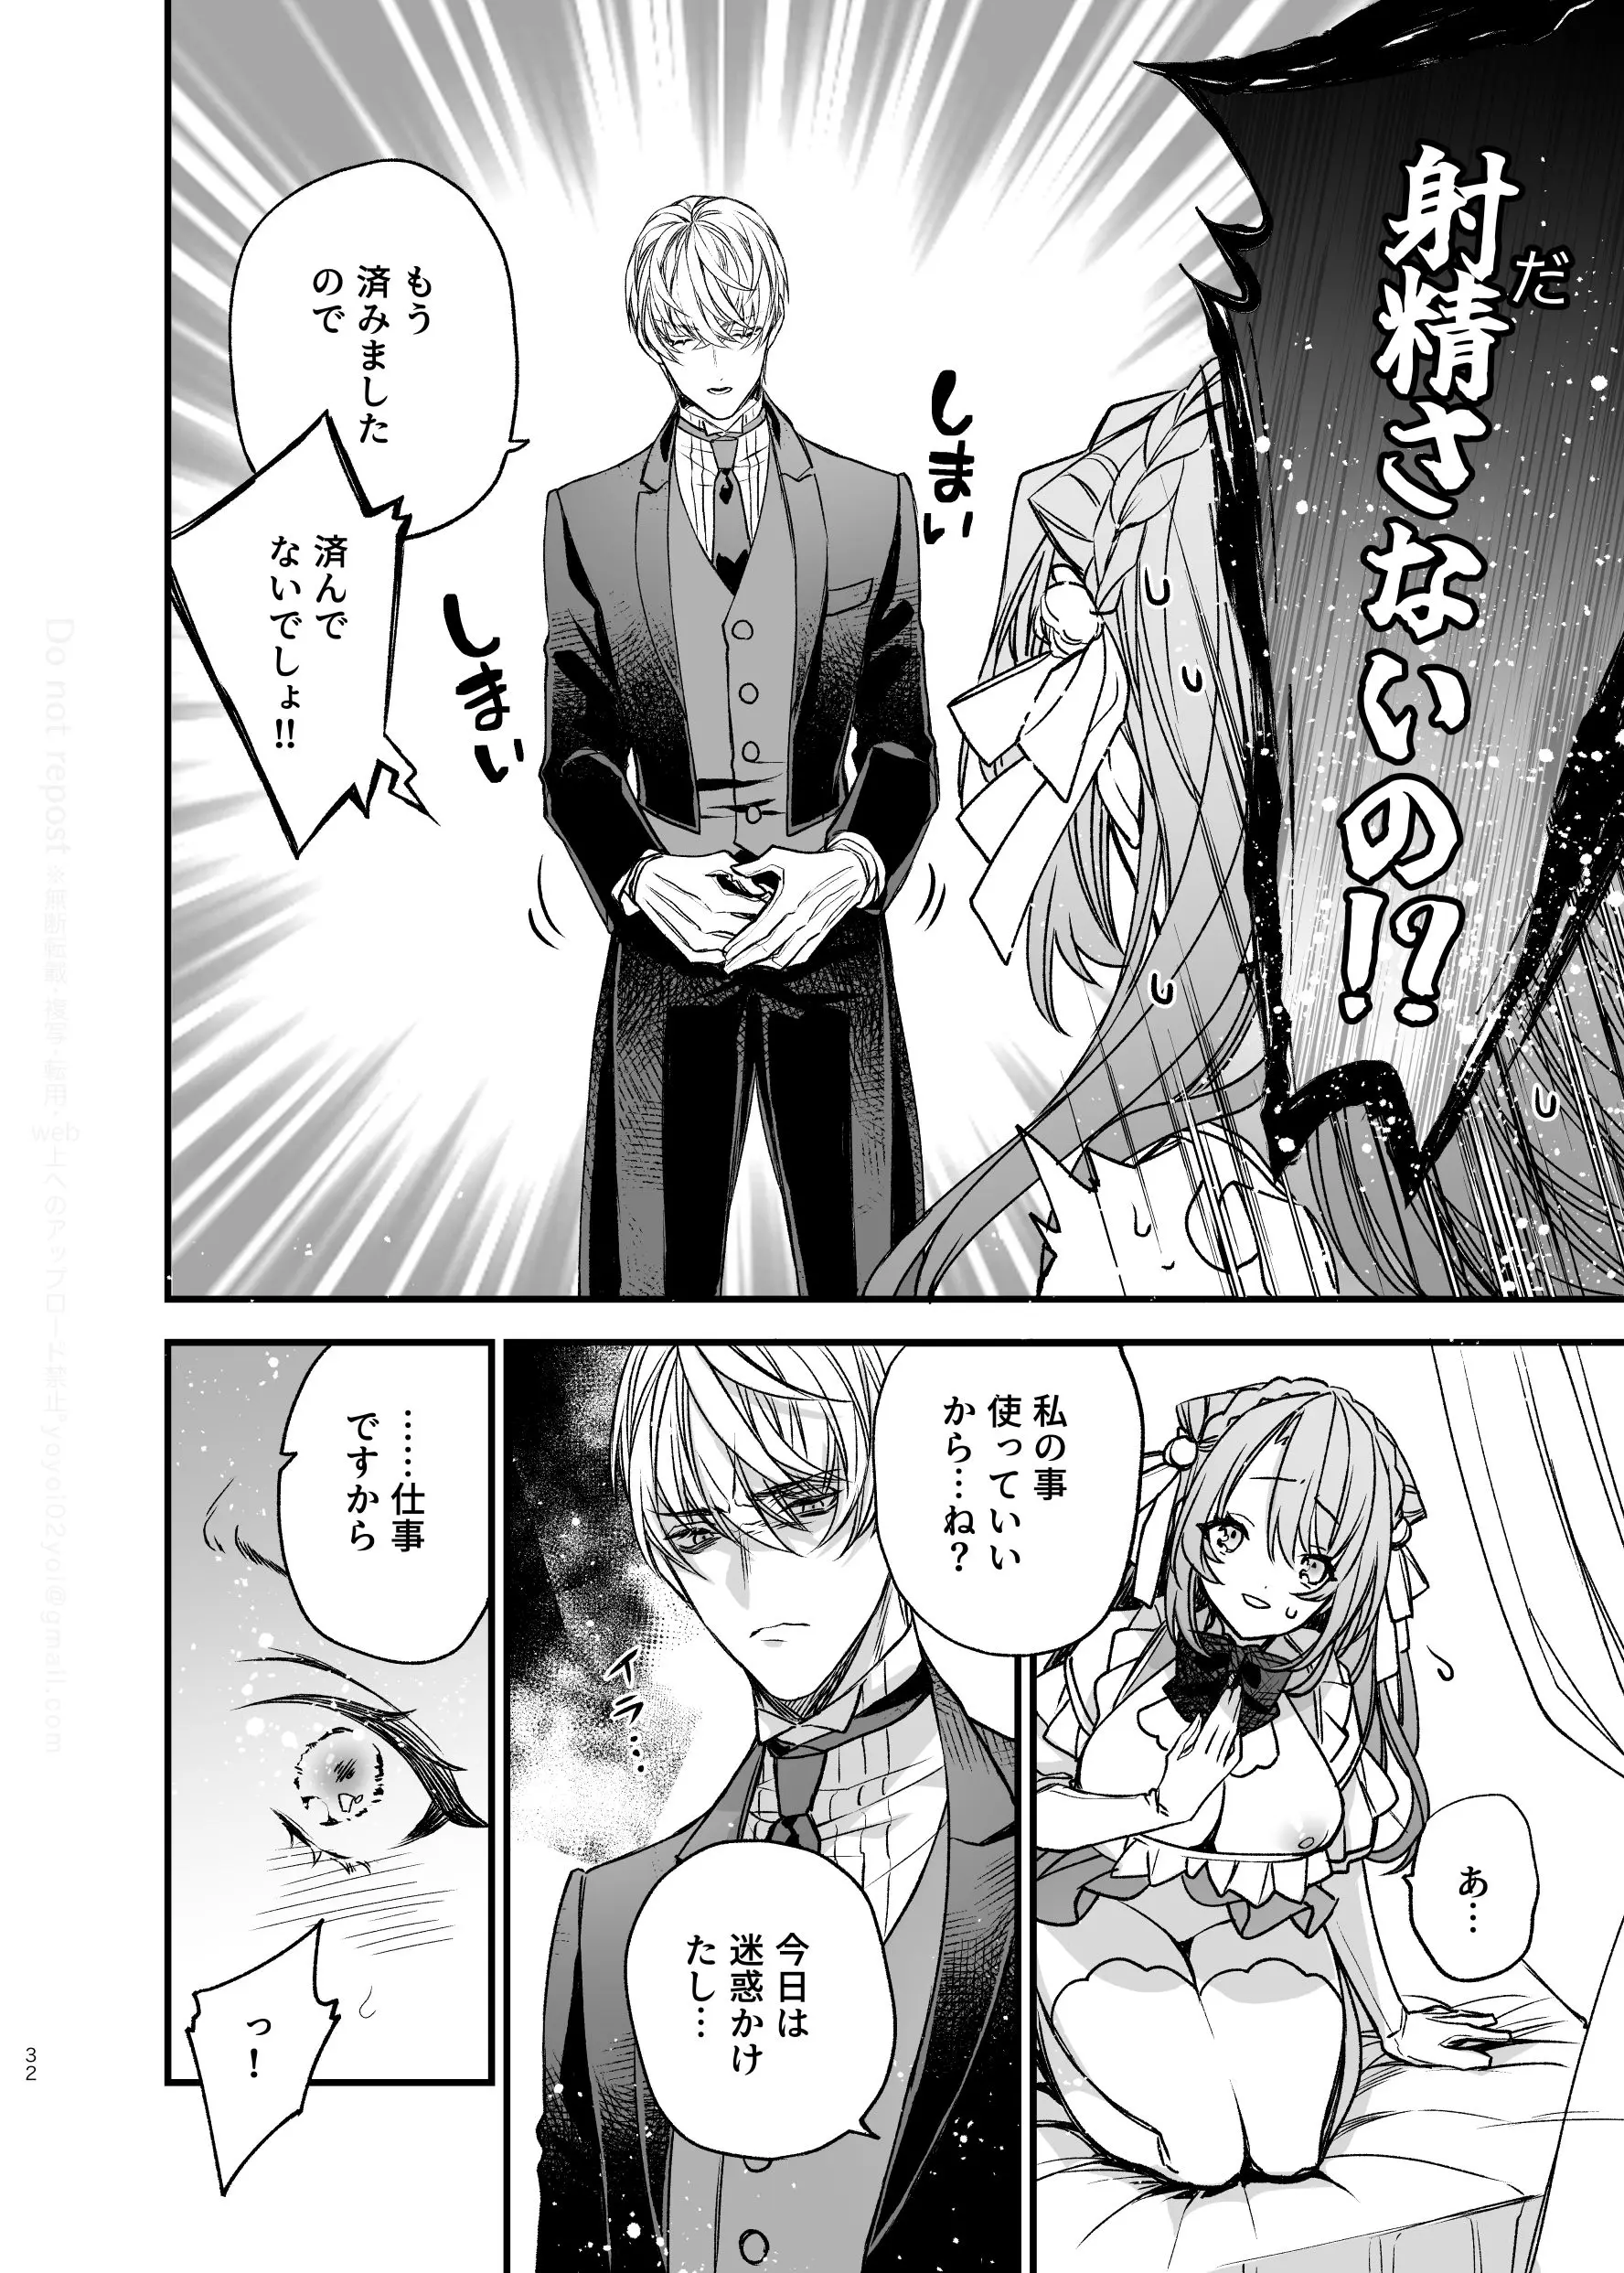 射精さないの!?
だ
もう
済みました
ので
しまい
しまい
済んで
ないでしょ!!
あ…
私の事
使っていい
から…ね?
イラ…
今日は
迷惑かけ
たし…
……仕事
ですから
っ!
32
Do not repost ※無断転載・複写・転用・web上へのアップロード禁止 yoyoi02yoi@gmail.com